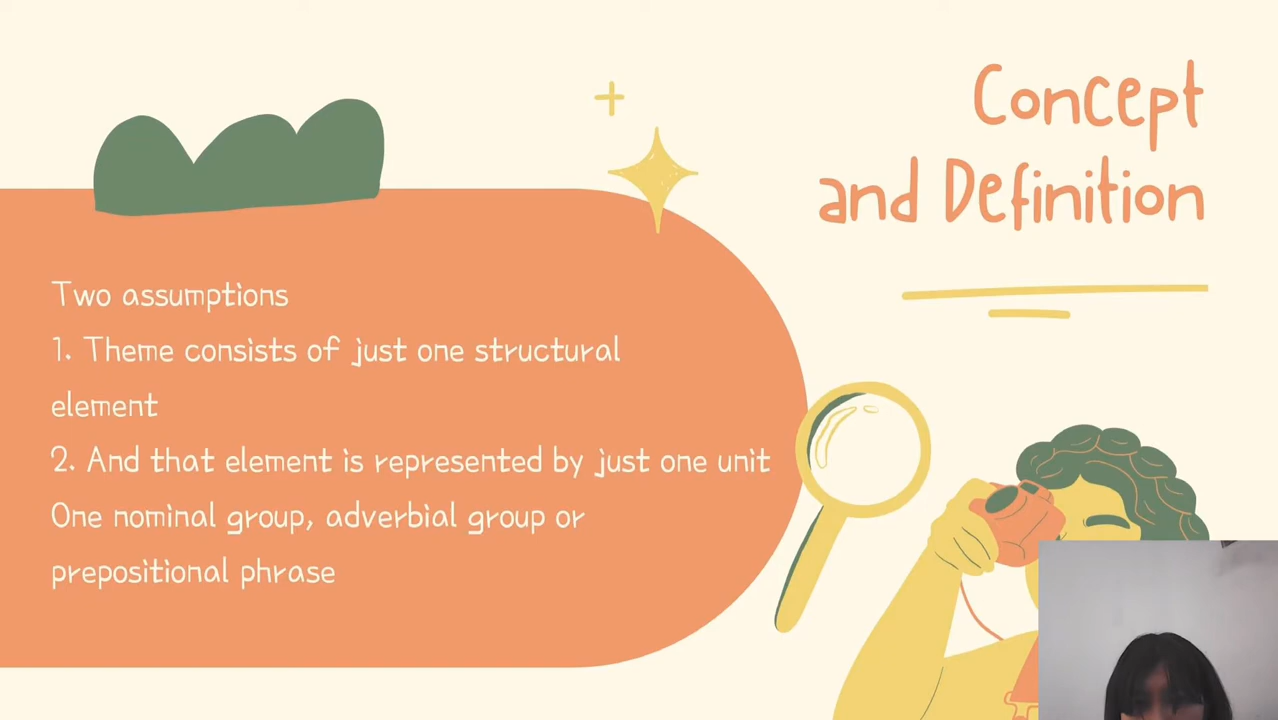 Concept
and Definition
Two assumptions
1. Theme consists of just one structural
element
2. And that element is represented by just one unit
One nominal group, adverbial group or
prepositional phrase